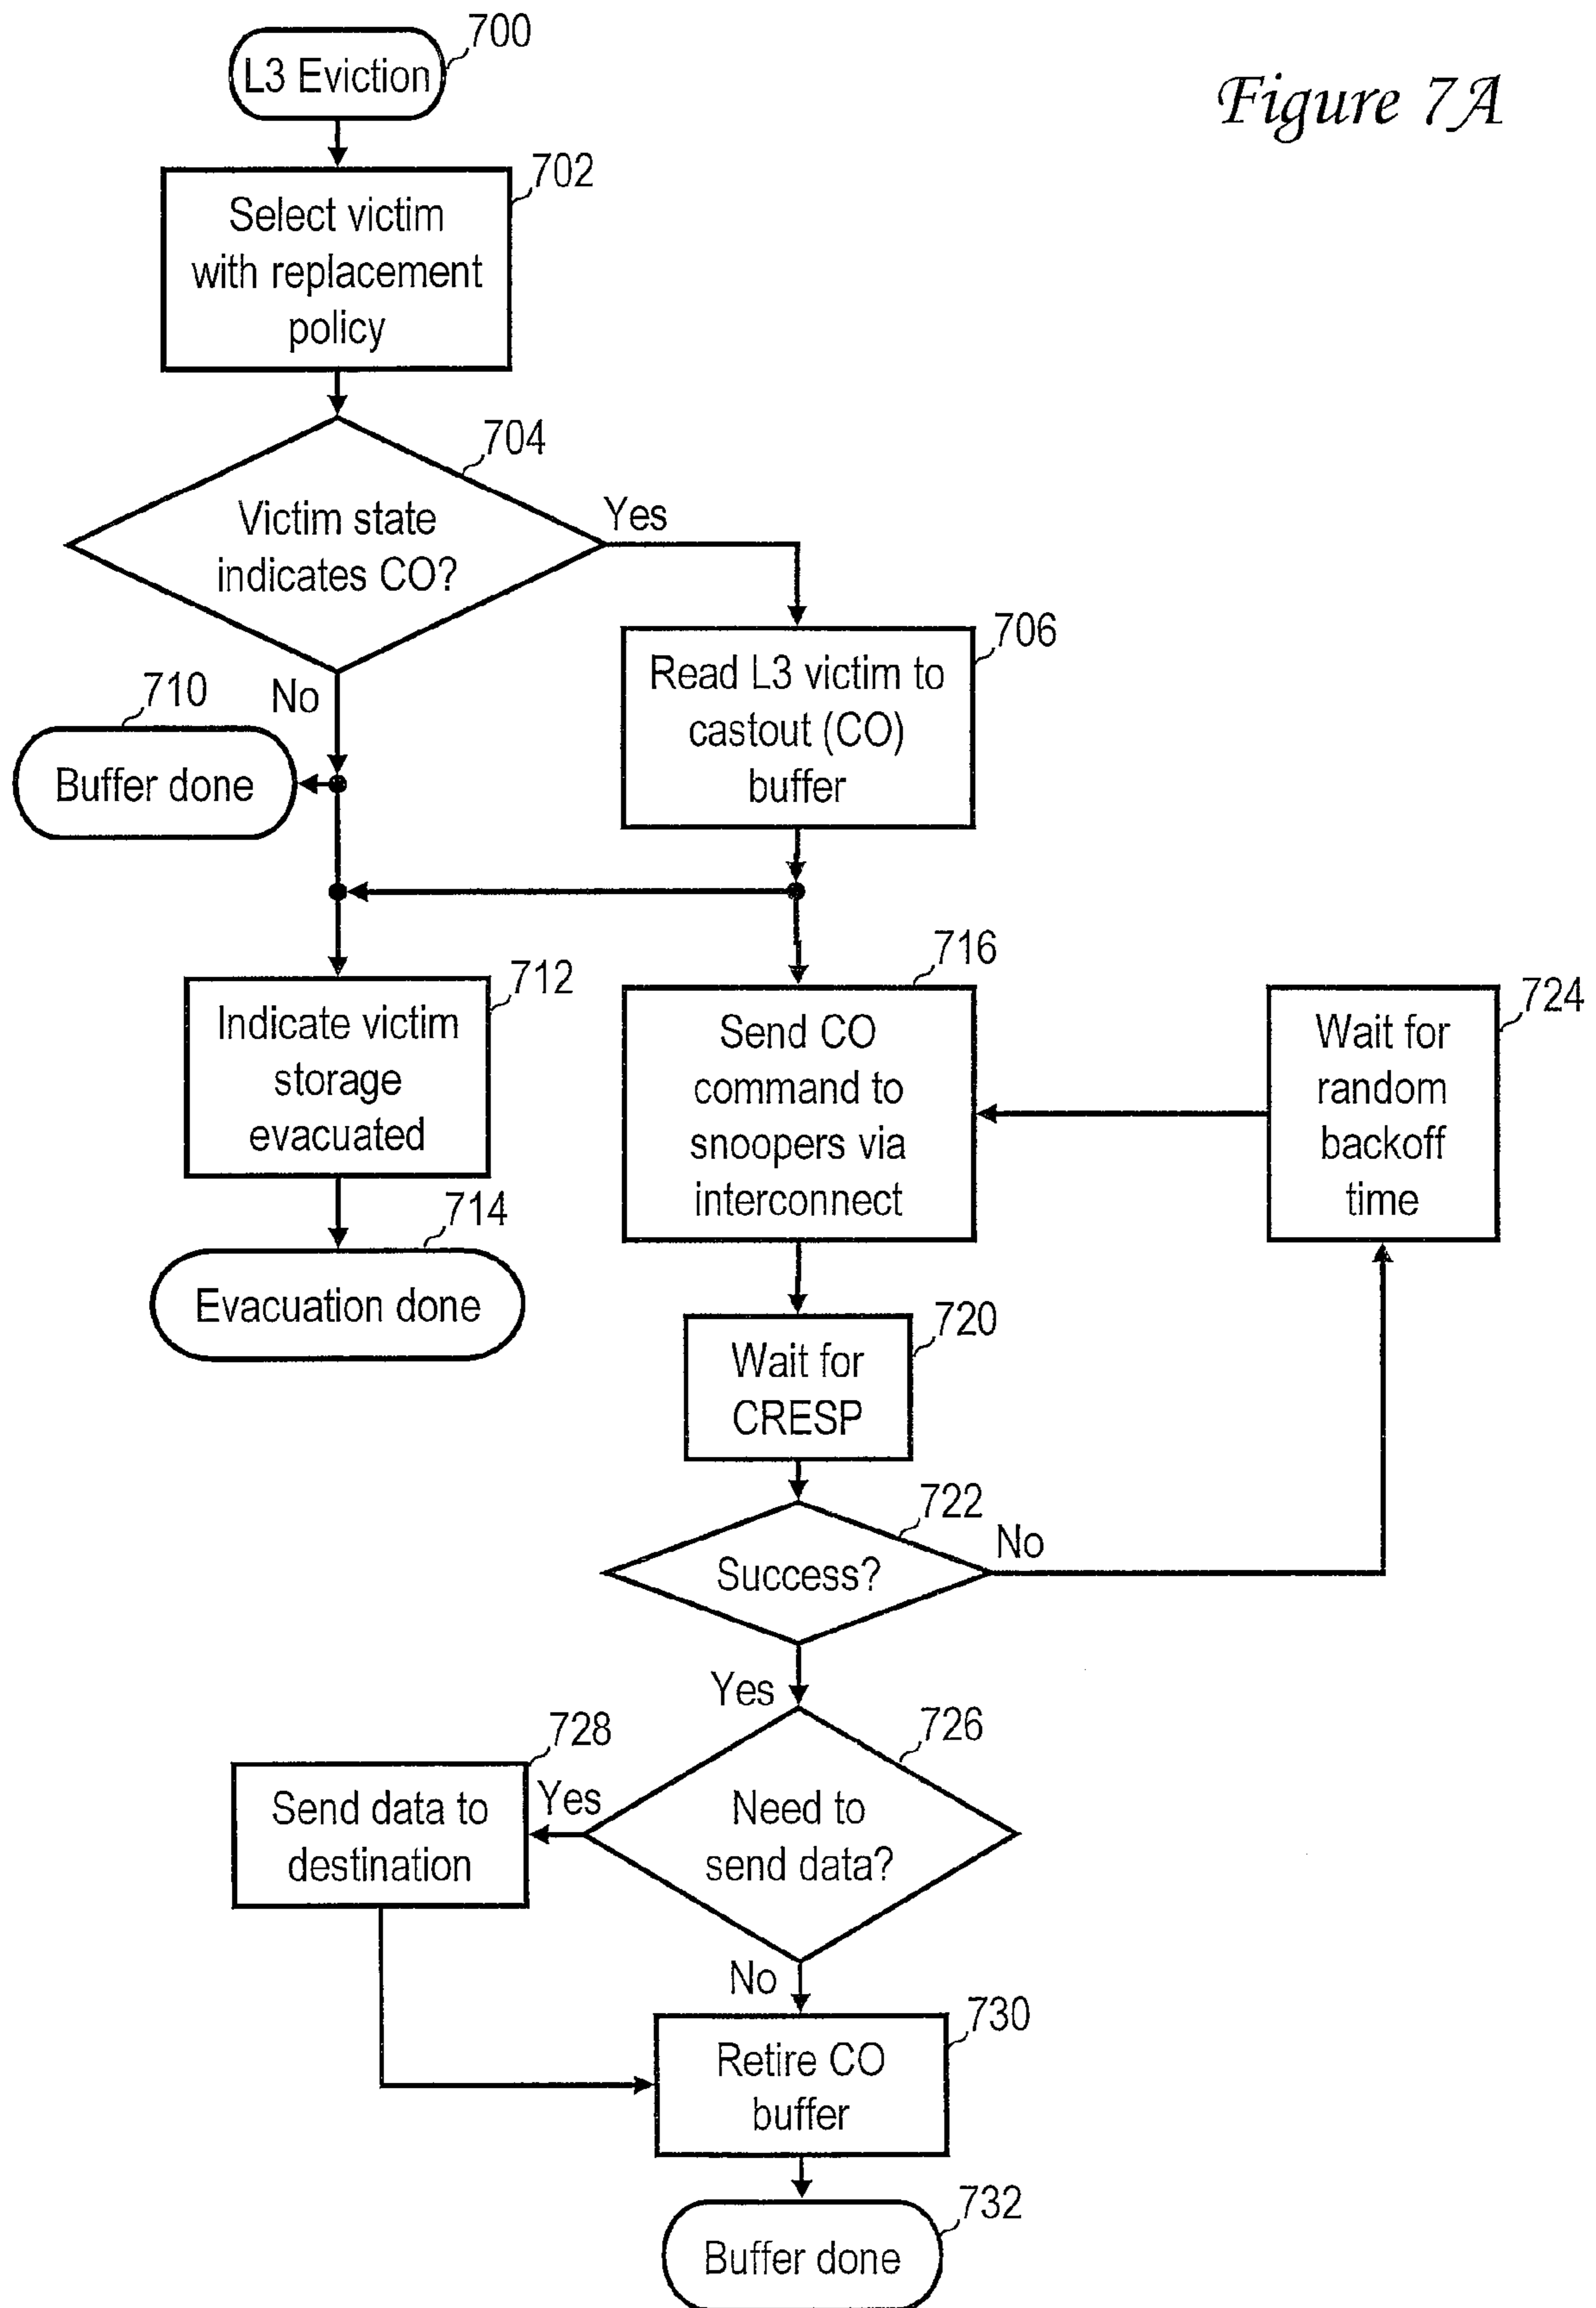 700
L3 Eviction
Figure 7A
702
Select victim
with replacement
policy
704
Victim state
indicates CO?
Yes
706
Read L3 victim to
castout (CO)
buffer
No
710
Buffer done
712
Indicate victim
storage
evacuated
714
Evacuation done
716
Send CO
command to
snoopers via
interconnect
724
Wait for
random
backoff
time
720
Wait for
CRESP
722
Success?
No
Yes
726
Need to
send data?
Yes
728
Send data to
destination
No
730
Retire CO
buffer
732
Buffer done